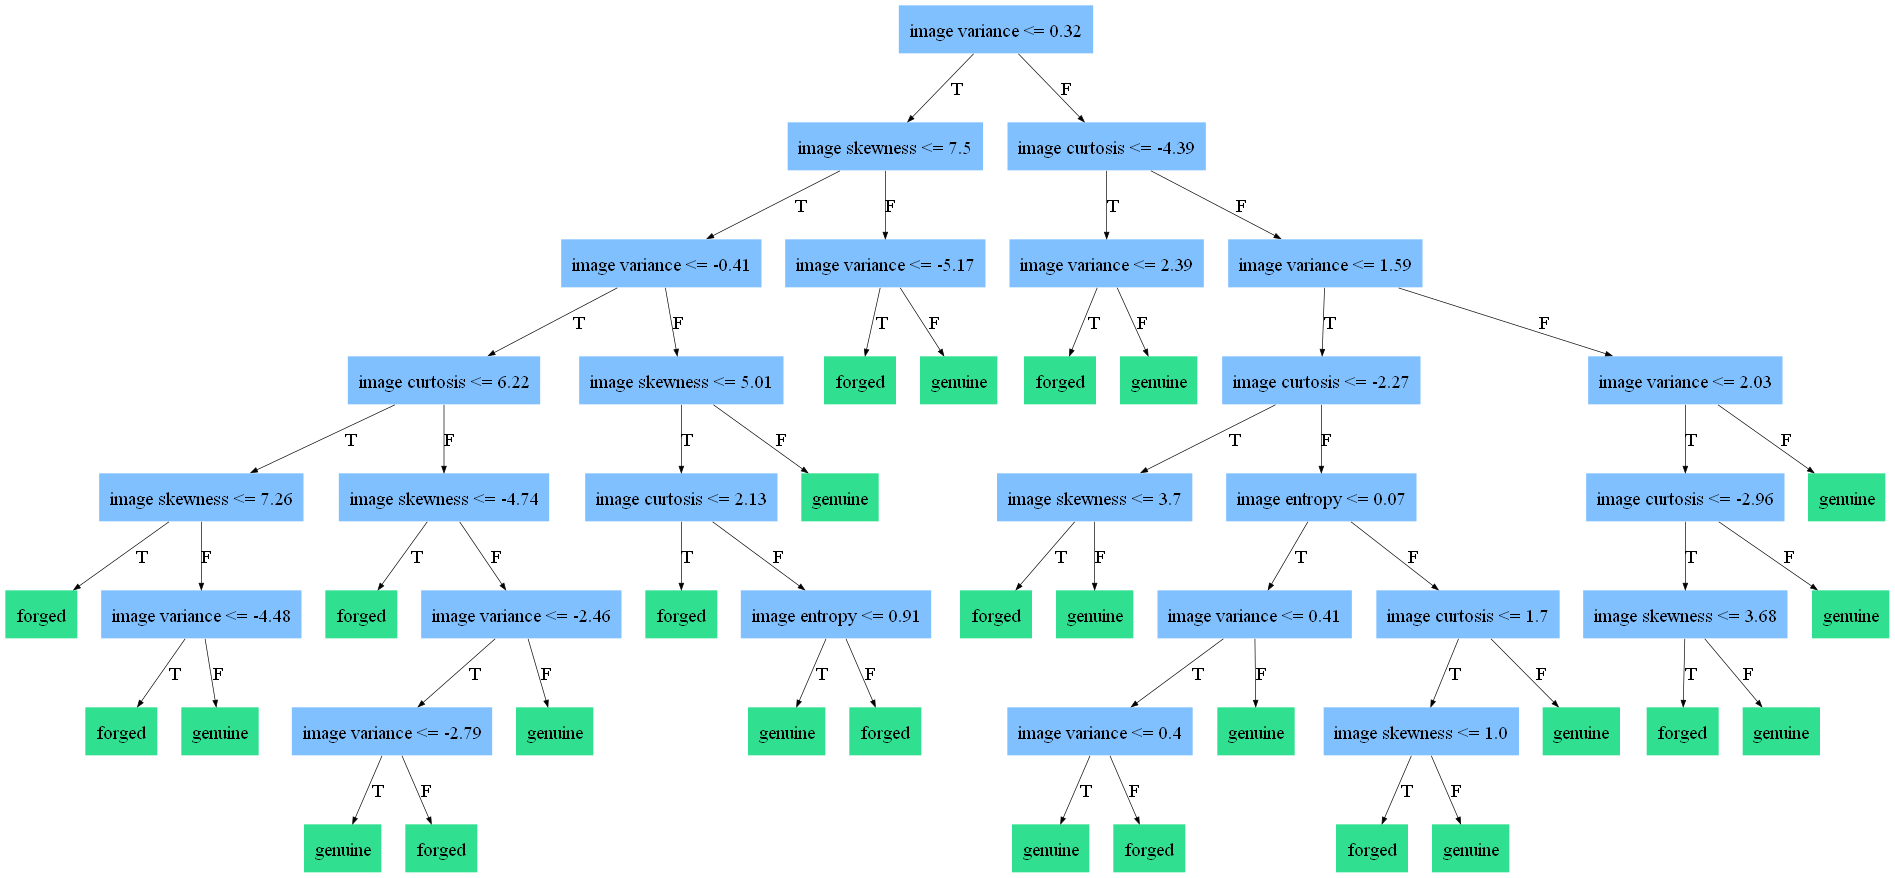 image variance <= 0.32
T
F
image skewness <= 7.5
image curtosis <= -4.39
T
F
T
F
image variance <= -0.41
image variance <= -5.17
image variance <= 2.39
image variance <= 1.59
T
F
T
F
T
F
T
F
image curtosis <= 6.22
image skewness <= 5.01
forged
genuine
forged
genuine
image curtosis <= -2.27
image variance <= 2.03
T
F
T
F
T
F
T
F
image skewness <= 7.26
image skewness <= -4.74
image curtosis <= 2.13
genuine
image skewness <= 3.7
image entropy <= 0.07
image curtosis <= -2.96
genuine
T
F
T
F
T
F
T
F
T
F
T
F
forged
image variance <= -4.48
forged
image variance <= -2.46
forged
image entropy <= 0.91
forged
genuine
image variance <= 0.41
image curtosis <= 1.7
image skewness <= 3.68
genuine
T
F
T
F
T
F
T
F
T
F
T
F
forged
genuine
image variance <= -2.79
genuine
genuine
forged
image variance <= 0.4
genuine
image skewness <= 1.0
genuine
forged
genuine
T
F
T
F
T
F
genuine
forged
genuine
forged
forged
genuine